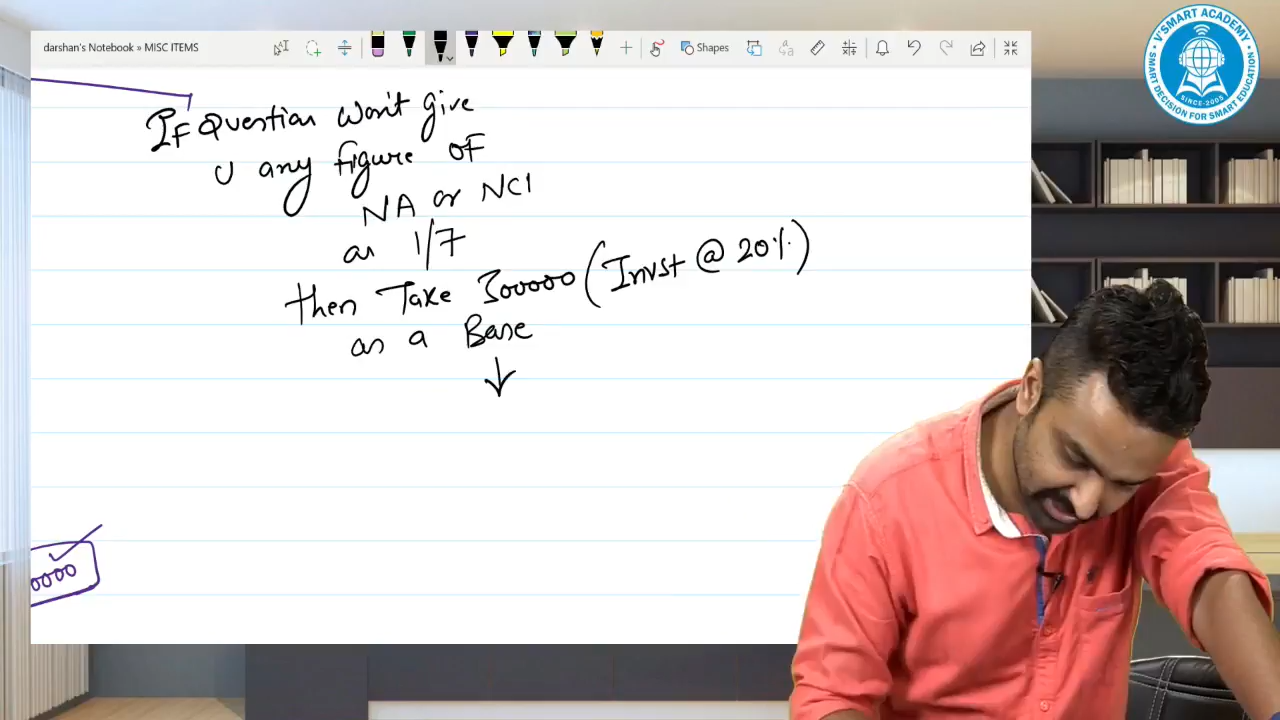 darshan's Notebook » MISC ITEMS
Shapes
If Question won't give
U any figure of
NA or NCI
as 1/7
then Take 300000 (Invst @ 20%)
as a Base
0000
V'SMART ACADEMY
SINCE-2005
SMART DECISION FOR SMART EDUCATION